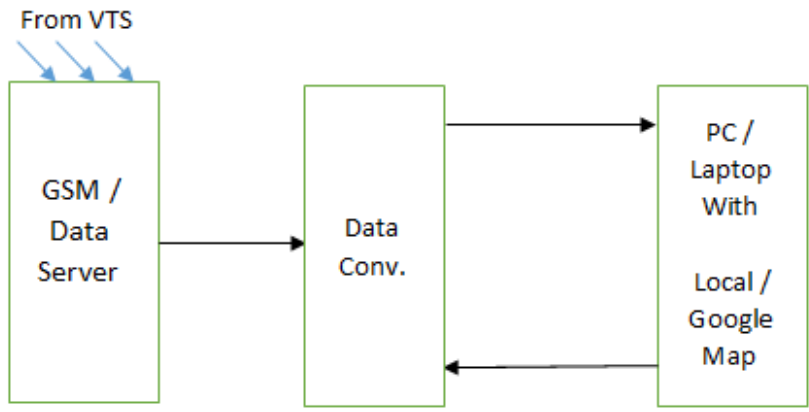 From VTS
GSM /
Data
Server
Data
Conv.
PC /
Laptop
With
Local /
Google
Map